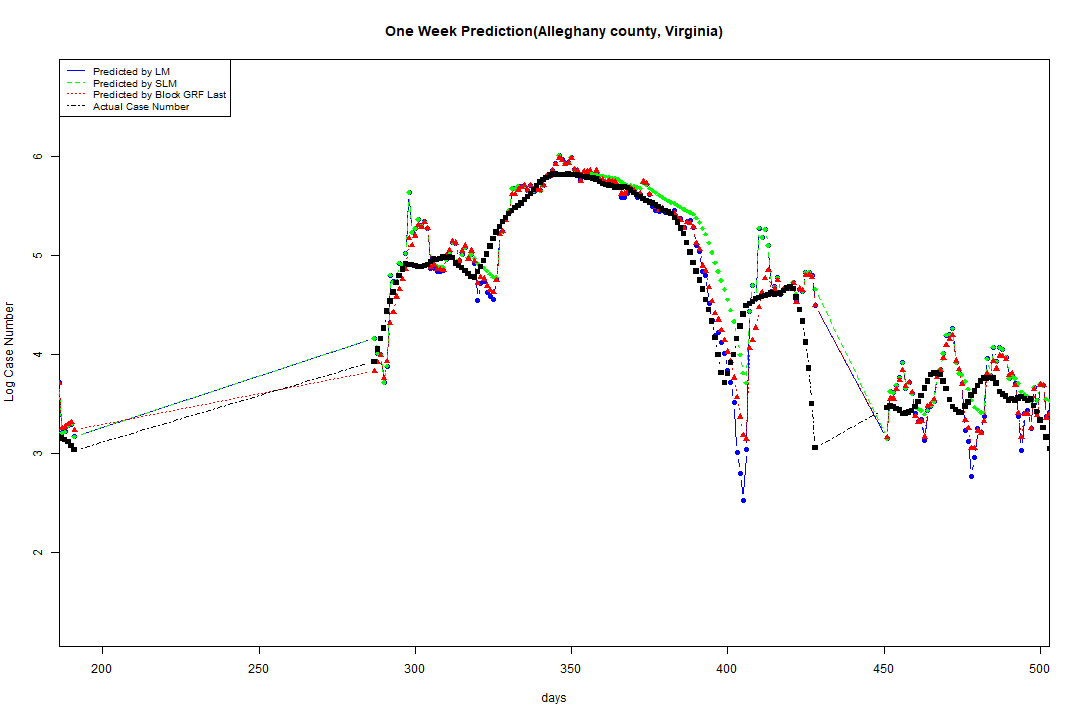 One Week Prediction(Alleghany county, Virginia)
Predicted by LM
Predicted by SLM
Predicted by Block GRF Last
Actual Case Number
6
5
4
3
2
Log Case Number
200 250 300 350 400 450 500
days